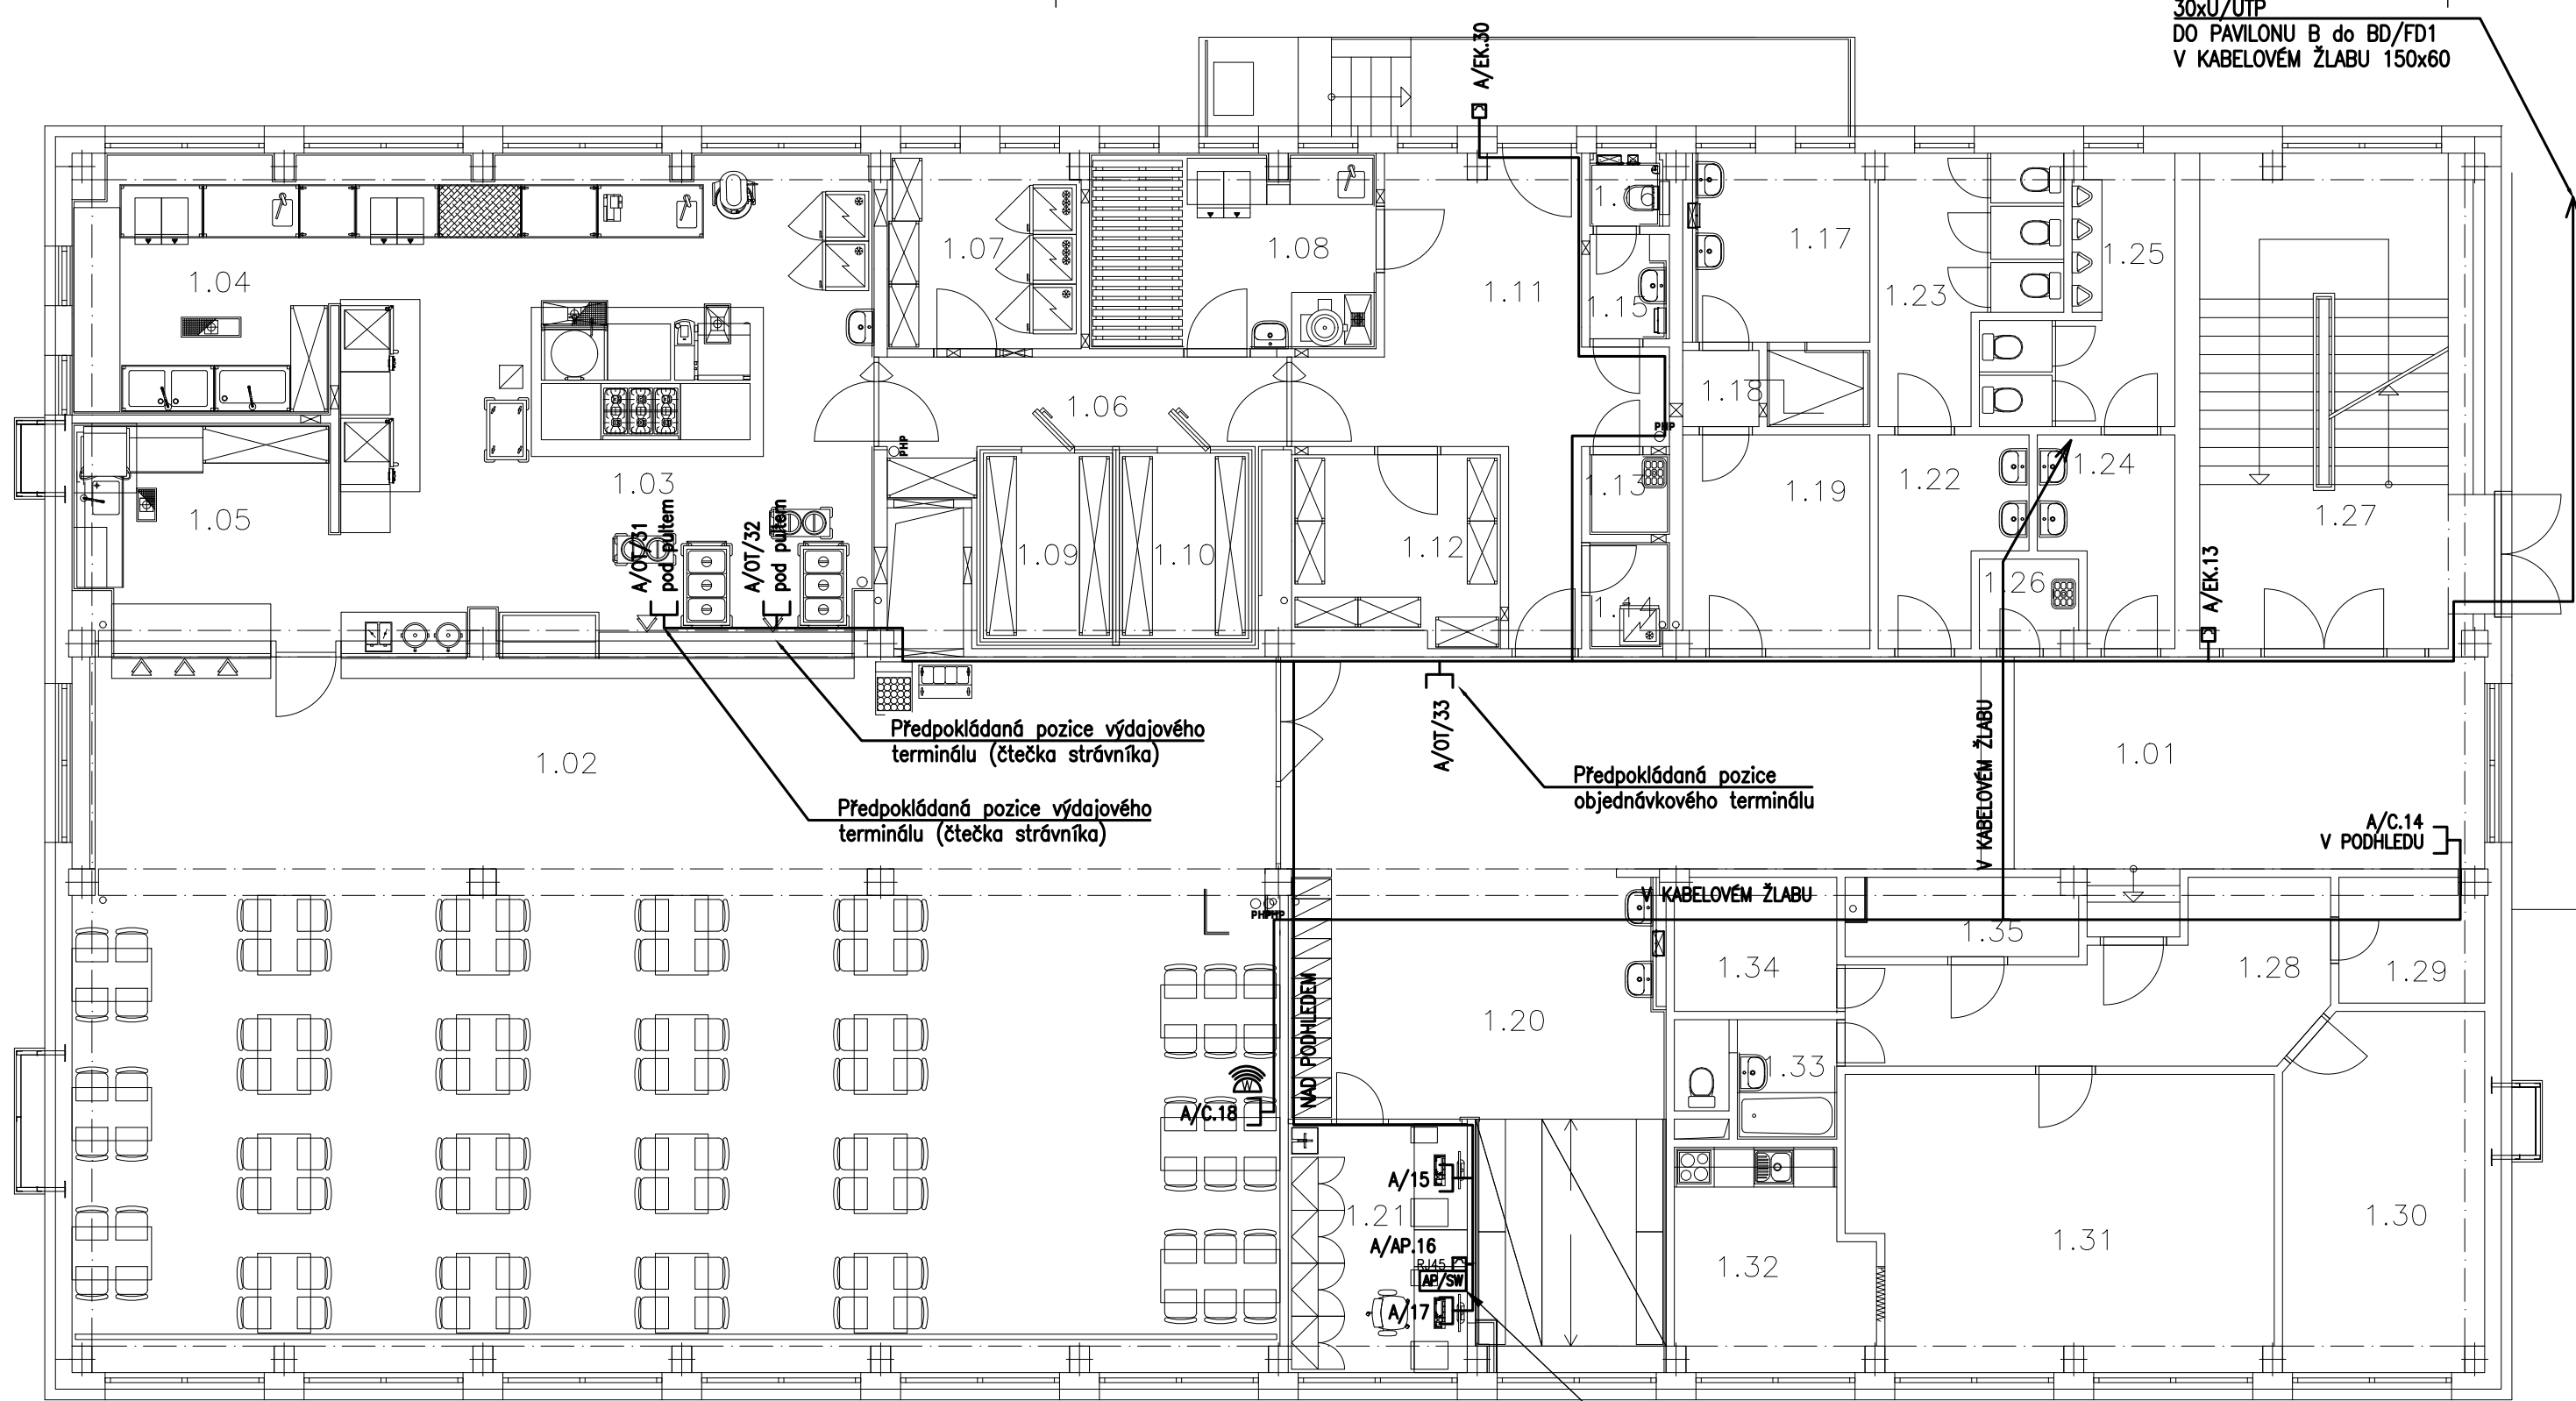 30xU/UTP
DO PAVILONU B do BD/FD1
V KABELOVÉM ŽLABU 150x60
A/EK.30
1.04
1.07
1.08
1.11
1.16
1.15
1.17
1.18
1.23
1.25
1.06
PHP
PHP
1.03
1.05
A/OT/31
pod pultem
A/OT/32
pod pultem
1.09
1.10
1.12
1.13
1.14
1.19
1.22
1.24
1.26
1.27
A/EK.13
1.02
Předpokládaná pozice výdajového
terminálu (čtečka strávníka)
Předpokládaná pozice výdajového
terminálu (čtečka strávníka)
A/OT/33
Předpokládaná pozice
objednávkového terminálu
V KABELOVÉM ŽLABU
1.01
A/C.14
V PODHLEDU
V KABELOVÉM ŽLABU
PHP
PHP
NAD PODHLEDEM
1.20
1.34
1.35
1.28
1.29
1.33
W
A/C.18
A/15
1.21
A/AP.16
RJ45
AP/SW
A/17
1.32
1.31
1.30